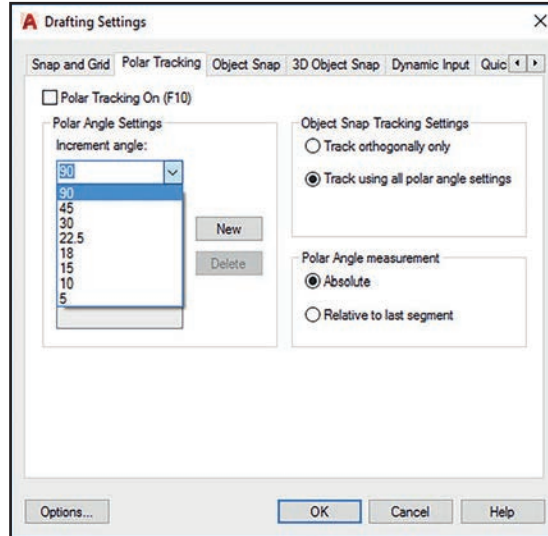 Drafting Settings
Snap and Grid Polar Tracking Object Snap 3D Object Snap Dynamic Input Quic
Polar Tracking On (F10)
Polar Angle Settings
Increment angle:
90
90
45
30
22.5
18
15
10
5
New
Delete
Object Snap Tracking Settings
Track orthogonally only
Track using all polar angle settings
Polar Angle measurement
Absolute
Relative to last segment
Options...
OK
Cancel
Help